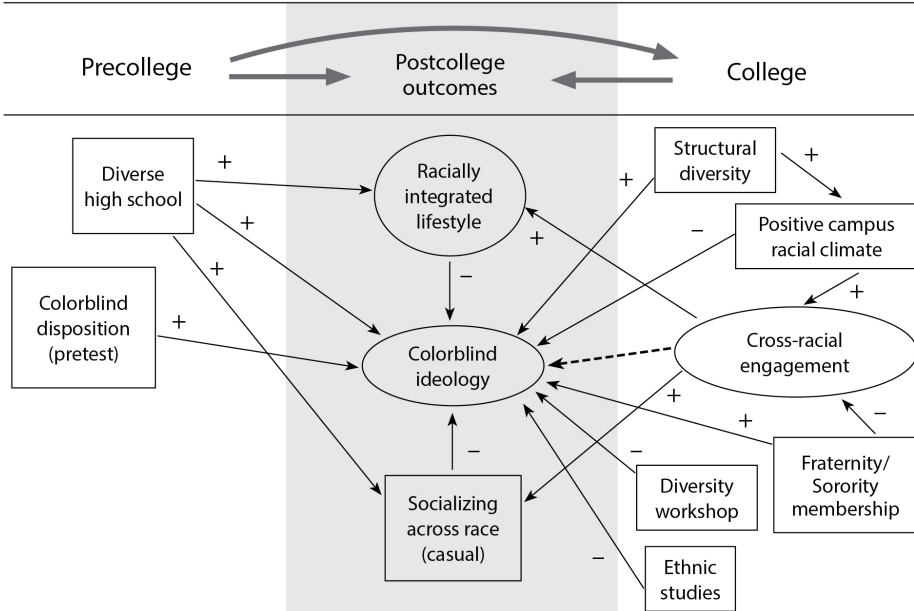 Precollege
Postcollege
outcomes
College
Diverse
high school
+
+
+
Colorblind
disposition
(pretest)
+
Racially
integrated
lifestyle
−
Colorblind
ideology
−
Socializing
across race
(casual)
Structural
diversity
+
+
Positive campus
racial climate
−
+
Cross-racial
engagement
+
+
Fraternity/
Sorority
membership
−
+
Diversity
workshop
−
Ethnic
studies
−